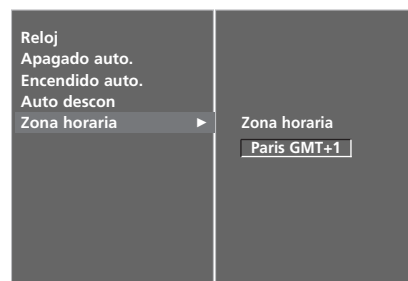 Reloj
Apagado auto.
Encendido auto.
Auto descon
Zona horaria ►
Zona horaria
Paris GMT+1